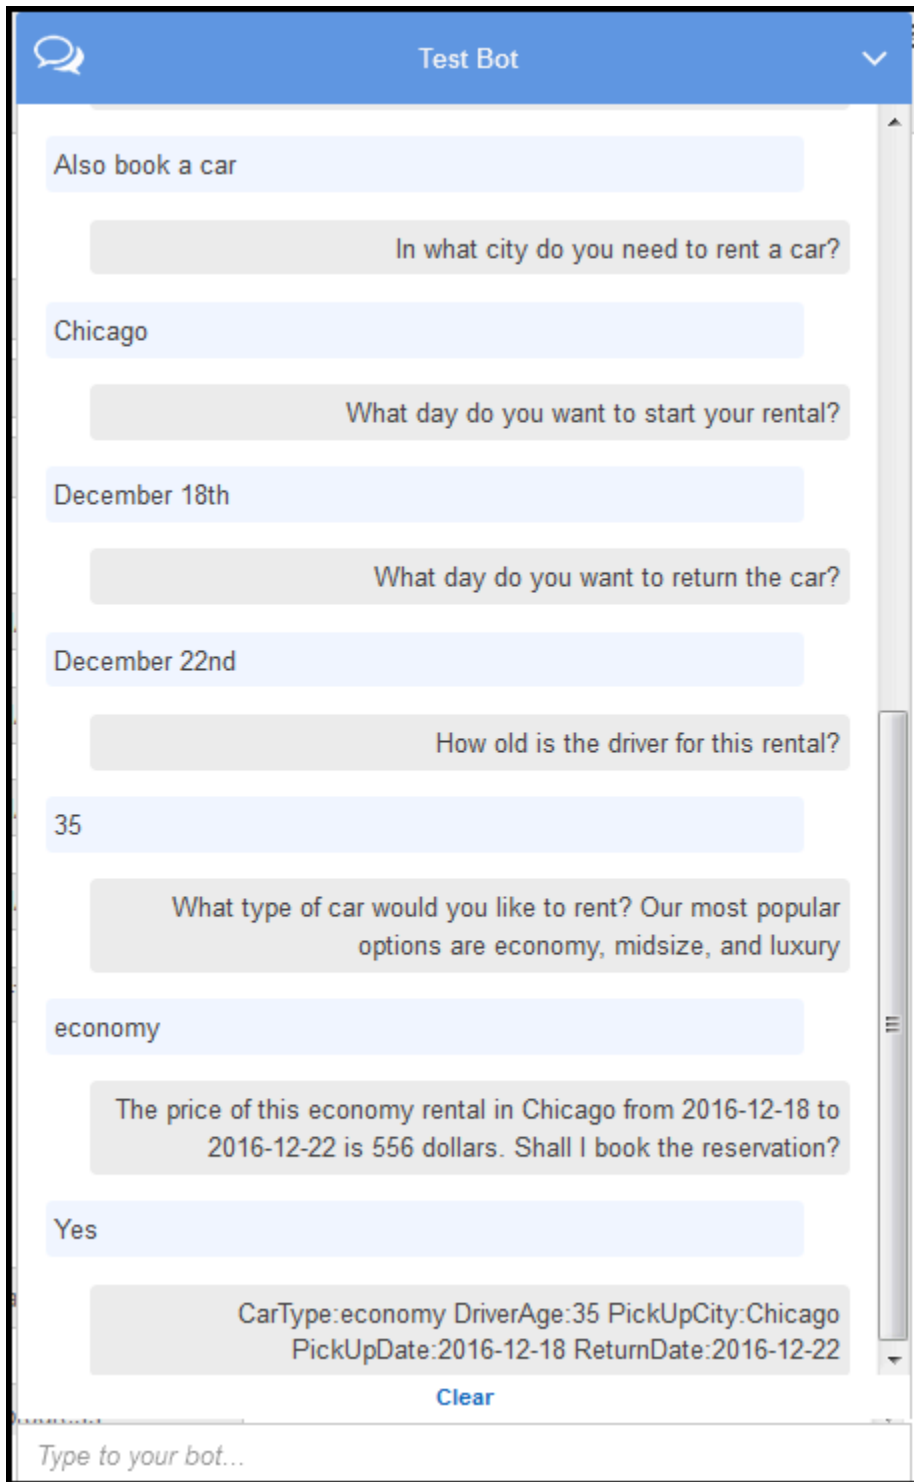 Test Bot
Also book a car
In what city do you need to rent a car?
Chicago
What day do you want to start your rental?
December 18th
What day do you want to return the car?
December 22nd
How old is the driver for this rental?
35
What type of car would you like to rent? Our most popular
options are economy, midsize, and luxury
economy
The price of this economy rental in Chicago from 2016-12-18 to
2016-12-22 is 556 dollars. Shall I book the reservation?
Yes
CarType:economy DriverAge:35 PickUpCity:Chicago
PickUpDate:2016-12-18 ReturnDate:2016-12-22
Clear
Type to your bot...